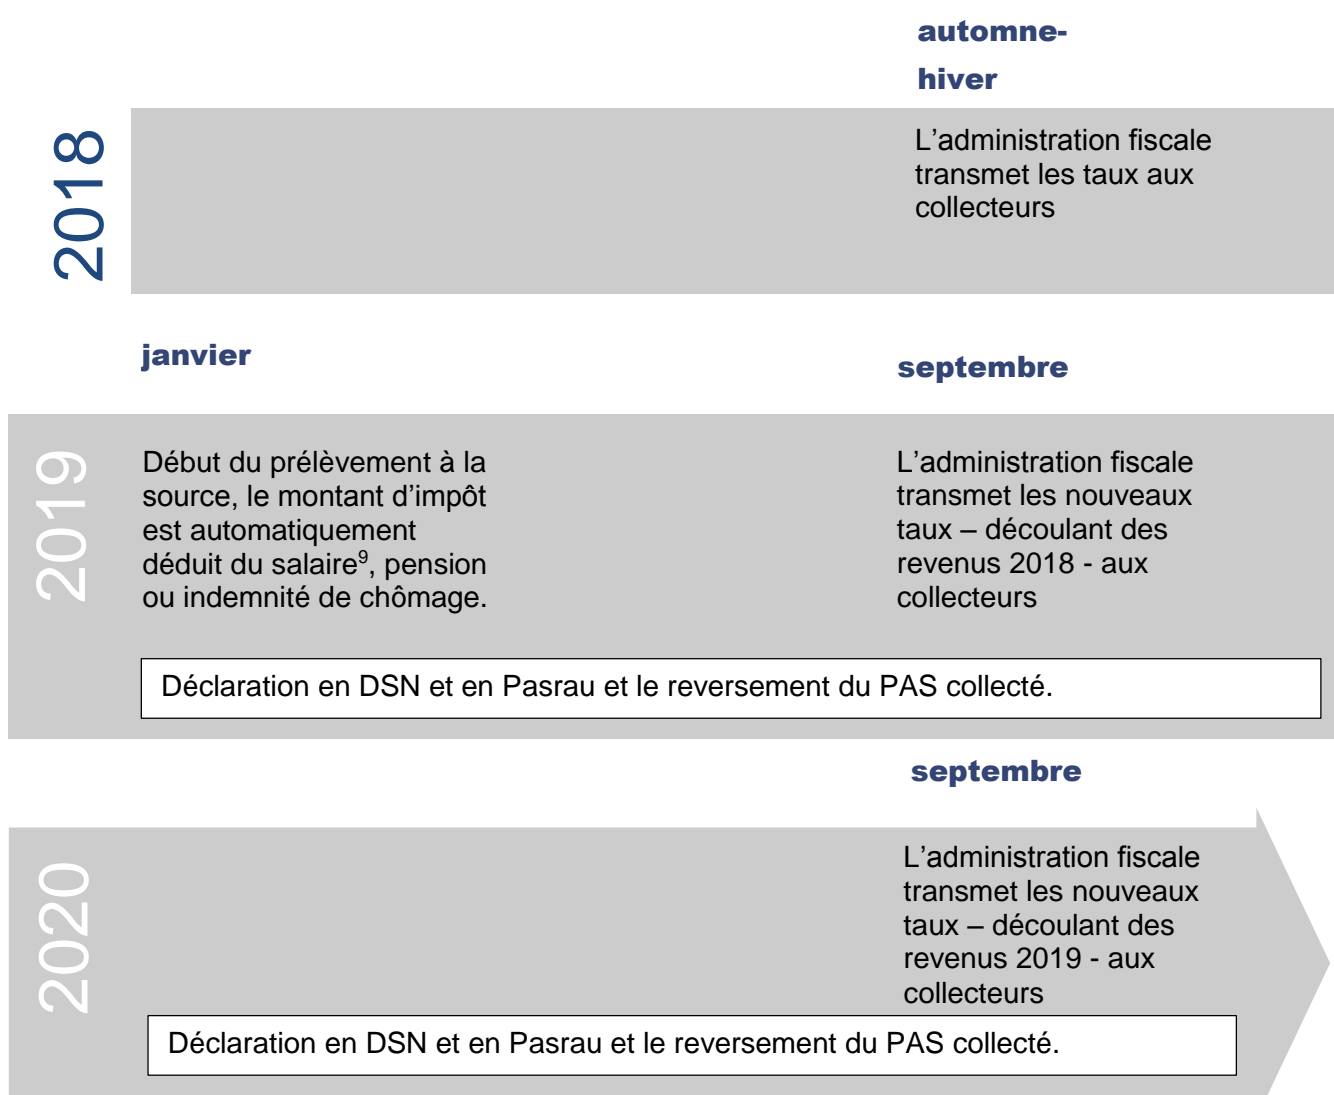 automne-
hiver
2018
L’administration fiscale
transmet les taux aux
collecteurs
janvier
septembre
2019
Début du prélèvement à la
source, le montant d’impôt
est automatiquement
déduit du salaire⁹, pension
ou indemnité de chômage.
L’administration fiscale
transmet les nouveaux
taux – découlant des
revenus 2018 - aux
collecteurs
Déclaration en DSN et en Pasrau et le reversement du PAS collecté.
septembre
2020
L’administration fiscale
transmet les nouveaux
taux – découlant des
revenus 2019 - aux
collecteurs
Déclaration en DSN et en Pasrau et le reversement du PAS collecté.